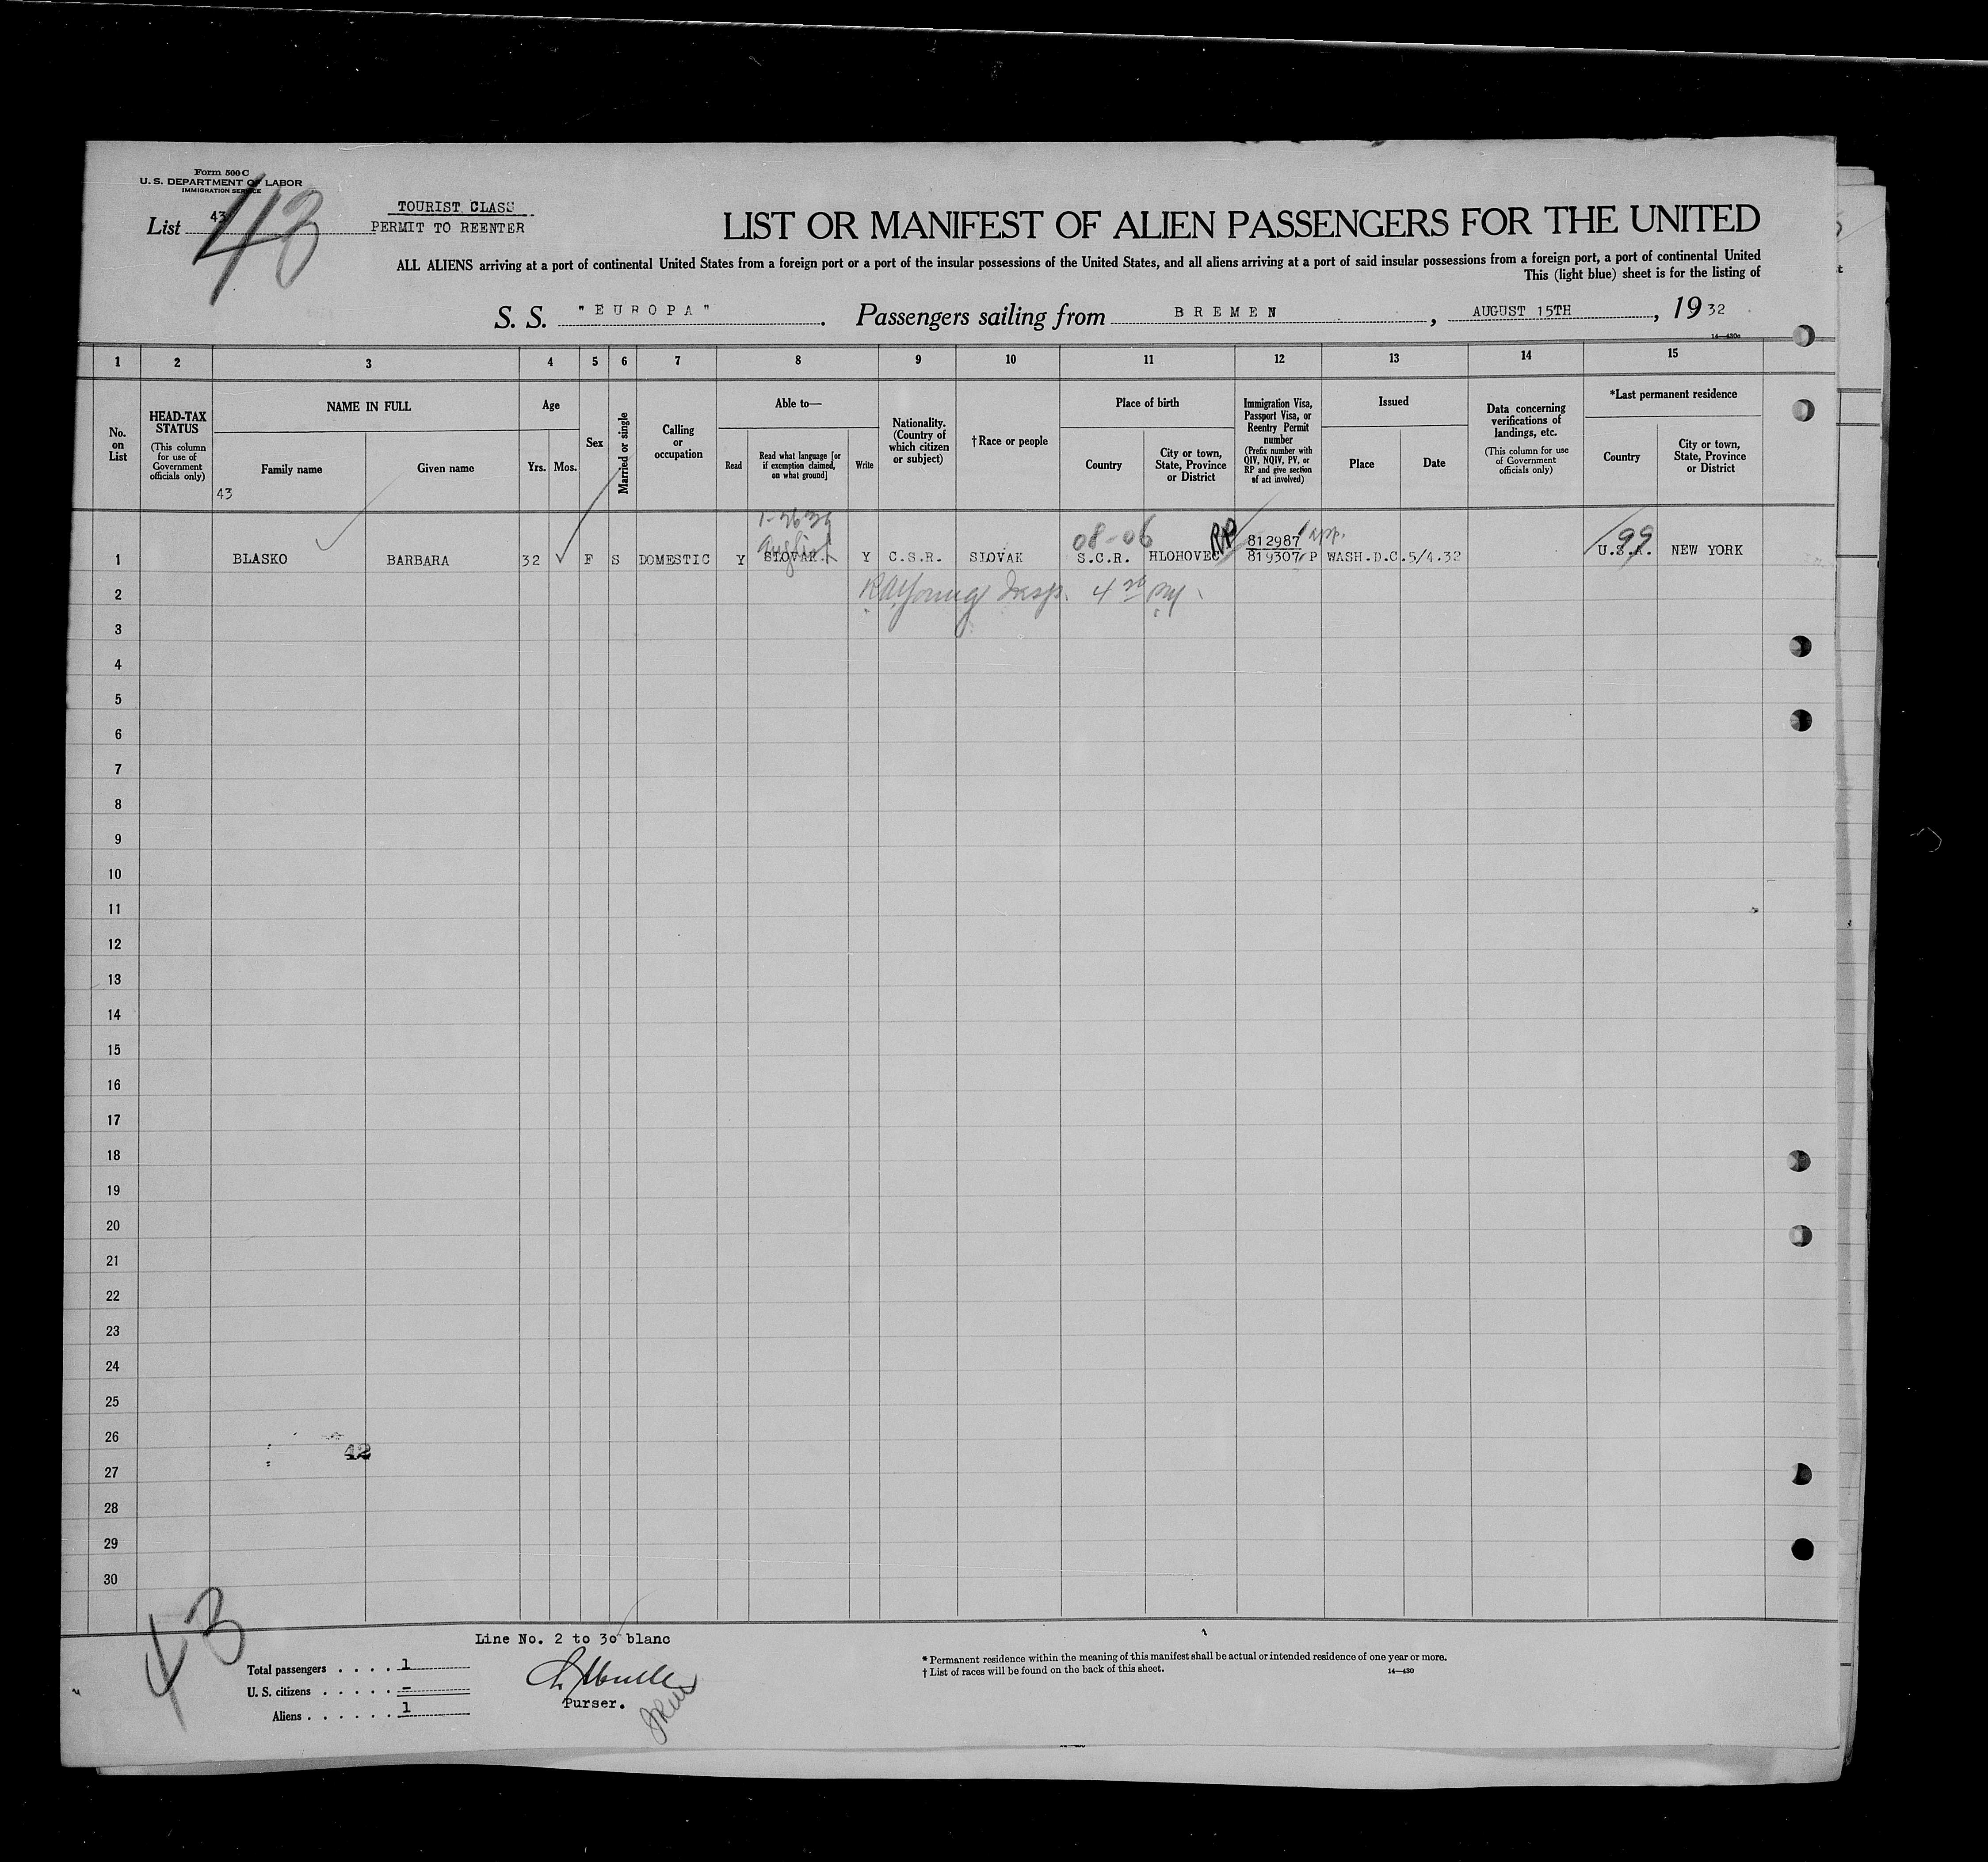 Form 500 C
U. S. DEPARTMENT OF LABOR
IMMIGRATION SERVICE
List 43
43
TOURIST CLASS
PERMIT TO REENTER
LIST OR MANIFEST OF ALIEN PASSENGERS FOR THE UNITED
ALL ALIENS arriving at a port of continental United States from a foreign port or a port of the insular possessions of the United States, and all aliens arriving at a port of said insular possessions from a foreign port, a port of continental United
This (light blue) sheet is for the listing of
S. S. "EUROPA". Passengers sailing from BREMEN, AUGUST 15TH, 19 32
14—430c
1 2 3 4 5 6 7 8 9 10 11 12 13 14 15
No. on List
HEAD-TAX STATUS (This column for use of Government officials only)
NAME IN FULL
Family name
Given name
43
Age
Yrs. Mos.
Sex
Married or single
Calling or occupation
Able to—
Read
Read what language [or if exemption claimed, on what ground]
Write
Nationality. (Country of which citizen or subject)
†Race or people
Place of birth
Country
City or town, State, Province or District
Immigration Visa, Passport Visa, or Reentry Permit number (Prefix number with QIV, NQIV, PV, or RP and give section of act involved)
Issued
Place
Date
Data concerning verifications of landings, etc. (This column for use of Government officials only)
*Last permanent residence
Country
City or town, State, Province or District
English
08-06
RP
812987
99
1 BLASKO BARBARA 32 F S DOMESTIC Y SLOVAK. Y C.S.R. SLOVAK S.C.R. HLOHOVEC 819307 P WASH.D.C. 5/4.32 U.S.A. NEW YORK
2
3
4
5
6
7
8
9
10
11
12
13
14
15
16
17
18
19
20
21
22
23
24
25
26
42
27
28
29
30
43
Line No. 2 to 30 blanc
Total passengers . . . . 1
U. S. citizens . . . . . –
Aliens . . . . . . 1
Purser.
* Permanent residence within the meaning of this manifest shall be actual or intended residence of one year or more.
† List of races will be found on the back of this sheet.
14—430